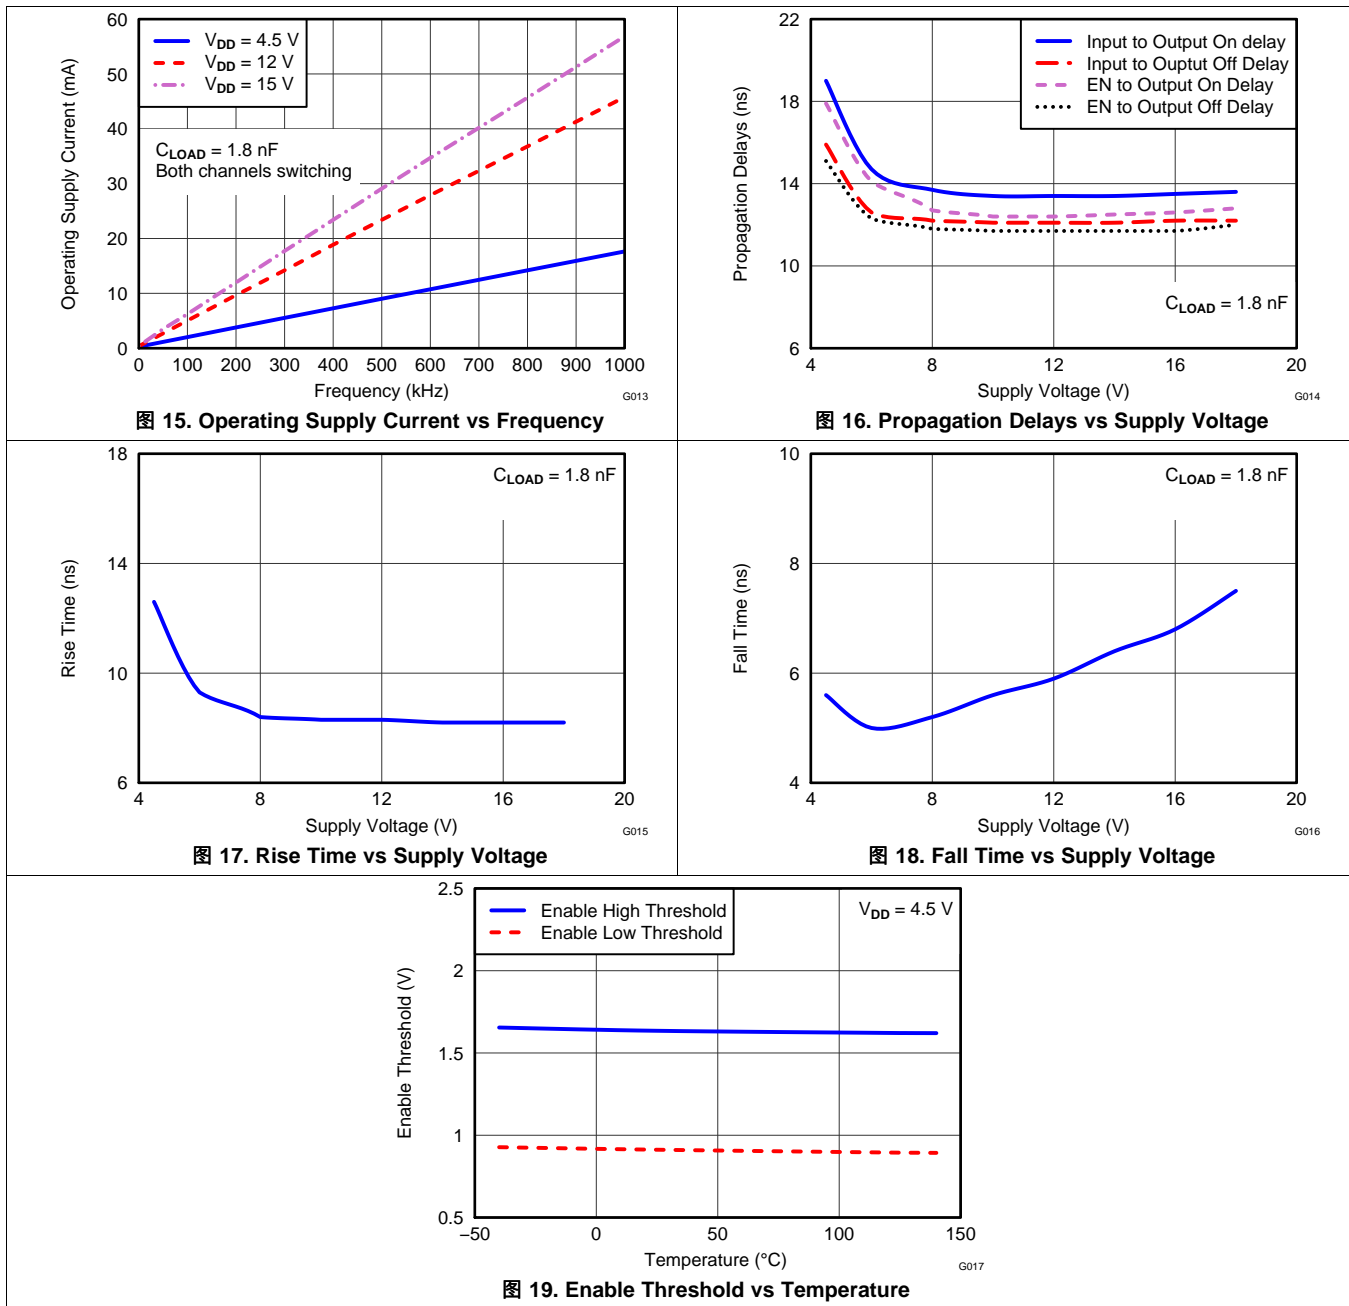 60
50
40
30
20
10
0
Operating Supply Current (mA)
V_DD = 4.5 V
V_DD = 12 V
V_DD = 15 V
C_LOAD = 1.8 nF
Both channels switching
0 100 200 300 400 500 600 700 800 900 1000
Frequency (kHz)
G013
图 15. Operating Supply Current vs Frequency
22
18
14
10
6
Propagation Delays (ns)
Input to Output On delay
Input to Ouptut Off Delay
EN to Output On Delay
EN to Output Off Delay
C_LOAD = 1.8 nF
4 8 12 16 20
Supply Voltage (V)
G014
图 16. Propagation Delays vs Supply Voltage
18
14
10
6
Rise Time (ns)
C_LOAD = 1.8 nF
4 8 12 16 20
Supply Voltage (V)
G015
图 17. Rise Time vs Supply Voltage
10
8
6
4
Fall Time (ns)
C_LOAD = 1.8 nF
4 8 12 16 20
Supply Voltage (V)
G016
图 18. Fall Time vs Supply Voltage
2.5
2
1.5
1
0.5
Enable Threshold (V)
Enable High Threshold
Enable Low Threshold
V_DD = 4.5 V
−50 0 50 100 150
Temperature (°C)
G017
图 19. Enable Threshold vs Temperature